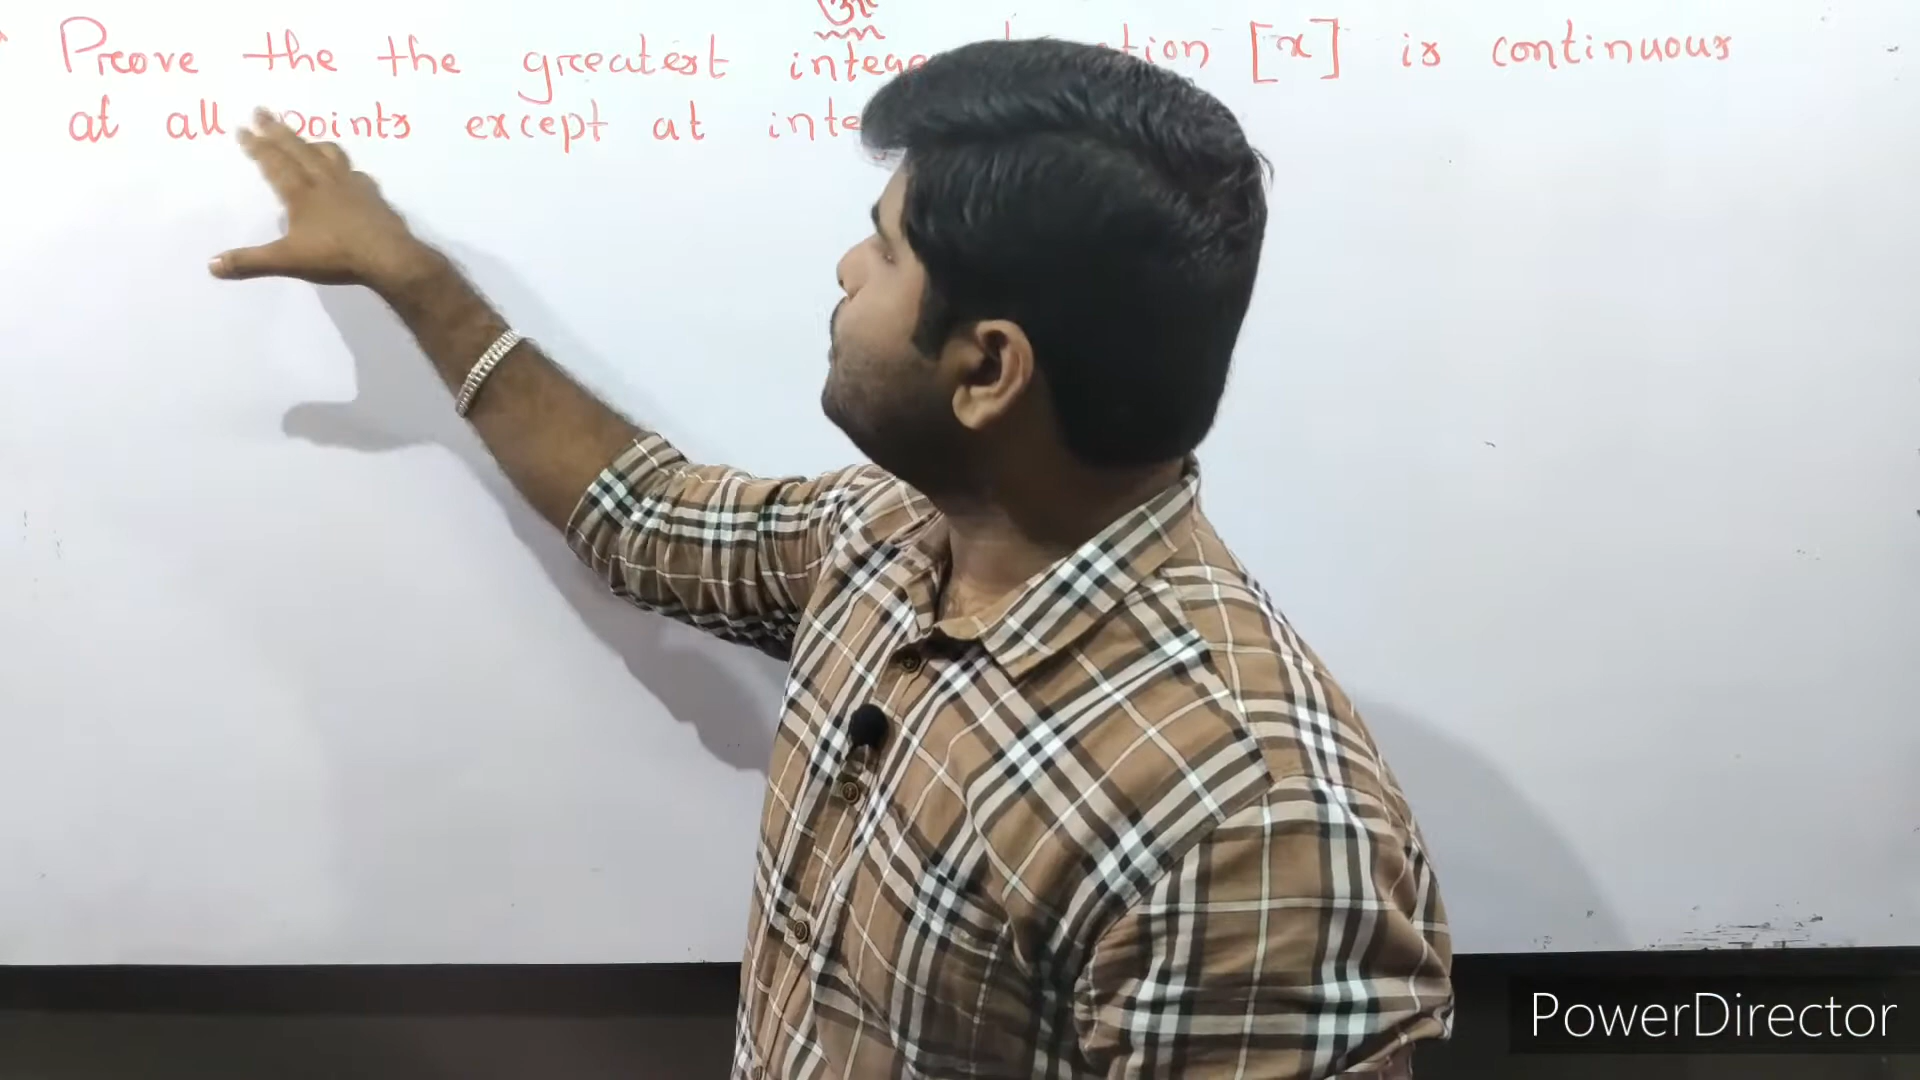 ॐ
Prove the the greatest integer function [x] is continuous
at all points except at inte
PowerDirector